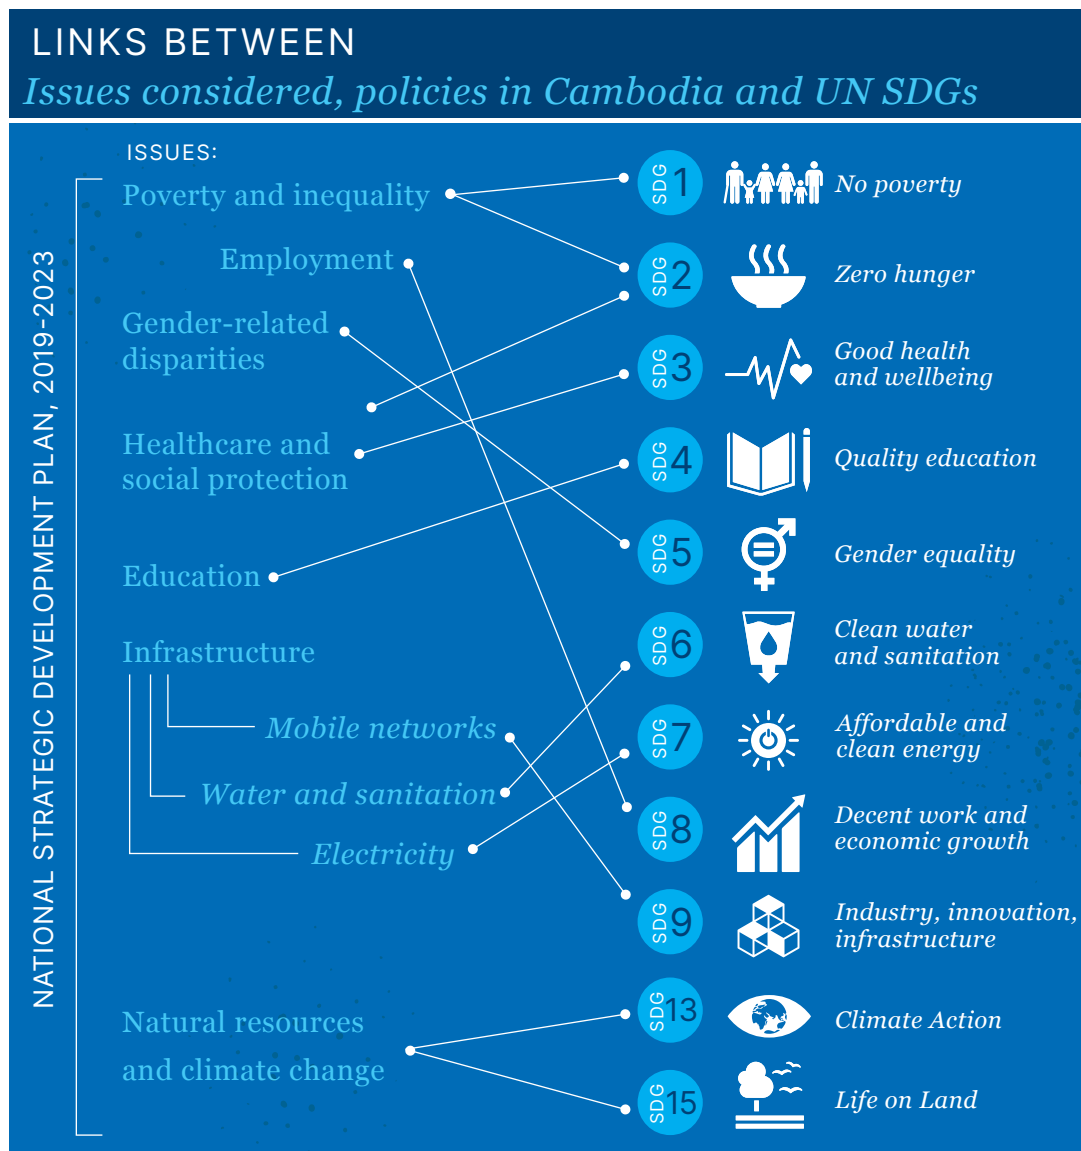 LINKS BETWEEN
Issues considered, policies in Cambodia and UN SDGs
NATIONAL STRATEGIC DEVELOPMENT PLAN, 2019-2023
ISSUES:
Poverty and inequality
Employment
Gender-related
disparities
Healthcare and
social protection
Education
Infrastructure
Mobile networks
Water and sanitation
Electricity
Natural resources
and climate change
SDG 1
No poverty
SDG 2
Zero hunger
SDG 3
Good health
and wellbeing
SDG 4
Quality education
SDG 5
Gender equality
SDG 6
Clean water
and sanitation
SDG 7
Affordable and
clean energy
SDG 8
Decent work and
economic growth
SDG 9
Industry, innovation,
infrastructure
SDG 13
Climate Action
SDG 15
Life on Land